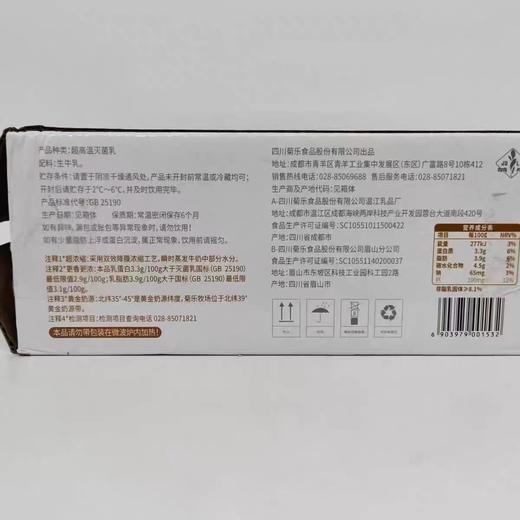 产品种类：超高温灭菌乳
配料：生牛乳。
贮存条件：请置于阴凉干燥通风处。产品未开封前常温或冷藏均可；
开封后请贮存于2℃~6℃，并及时饮用完毕。
产品标准代号：GB 25190
生产日期：见箱体 保质期：常温密闭保存6个月
如有异味、漏包或胀包等异常现象时，请勿饮用！
如有少量脂肪上浮或蛋白沉淀，属正常现象，饮用前请摇匀。
注释1*超浓缩：采用双效降膜浓缩工艺，瞬时蒸发牛奶中部分水分。
注释2*更香更浓：本品乳蛋白3.3g/100g大于灭菌乳国标（GB 25190）
最低限值2.9g/100g；乳脂肪3.9g/100g大于国标（GB 25190）最低限
值3.1g/100g；
注释3*黄金奶源：北纬35°-45°是黄金奶源纬度，菊乐牧场位于北纬39°
黄金奶源带。
注释4*检测项目：检测项目查询电话 028-85071821
本品请勿带包装在微波炉内加热！
四川菊乐食品股份有限公司出品
地址：成都市青羊区青羊工业集中发展区（东区）广富路8号10栋412
销售热线电话：028-85069688 售后服务电话：028-85071821
生产商及产地代码：见箱体
A-四川菊乐食品股份有限公司温江乳品厂
地址：成都市温江区成都海峡两岸科技产业开发园蓉台大道南段420号
食品生产许可证号：SC10551011500422
产地：四川省成都市
B-四川菊乐食品股份有限公司眉山分公司
食品生产许可证号：SC10551140200037
地址：眉山市东坡区科技工业园科工二路2号
产地：四川省眉山市
营养成分表
项目 每100g NRV%
能量 277kJ 3%
蛋白质 3.3g 6%
脂肪 3.9g 6%
碳水化合物 4.5g 2%
钠 65mg 3%
钙 100mg 12%
非脂乳固体≥8.1%
6 903979 001532